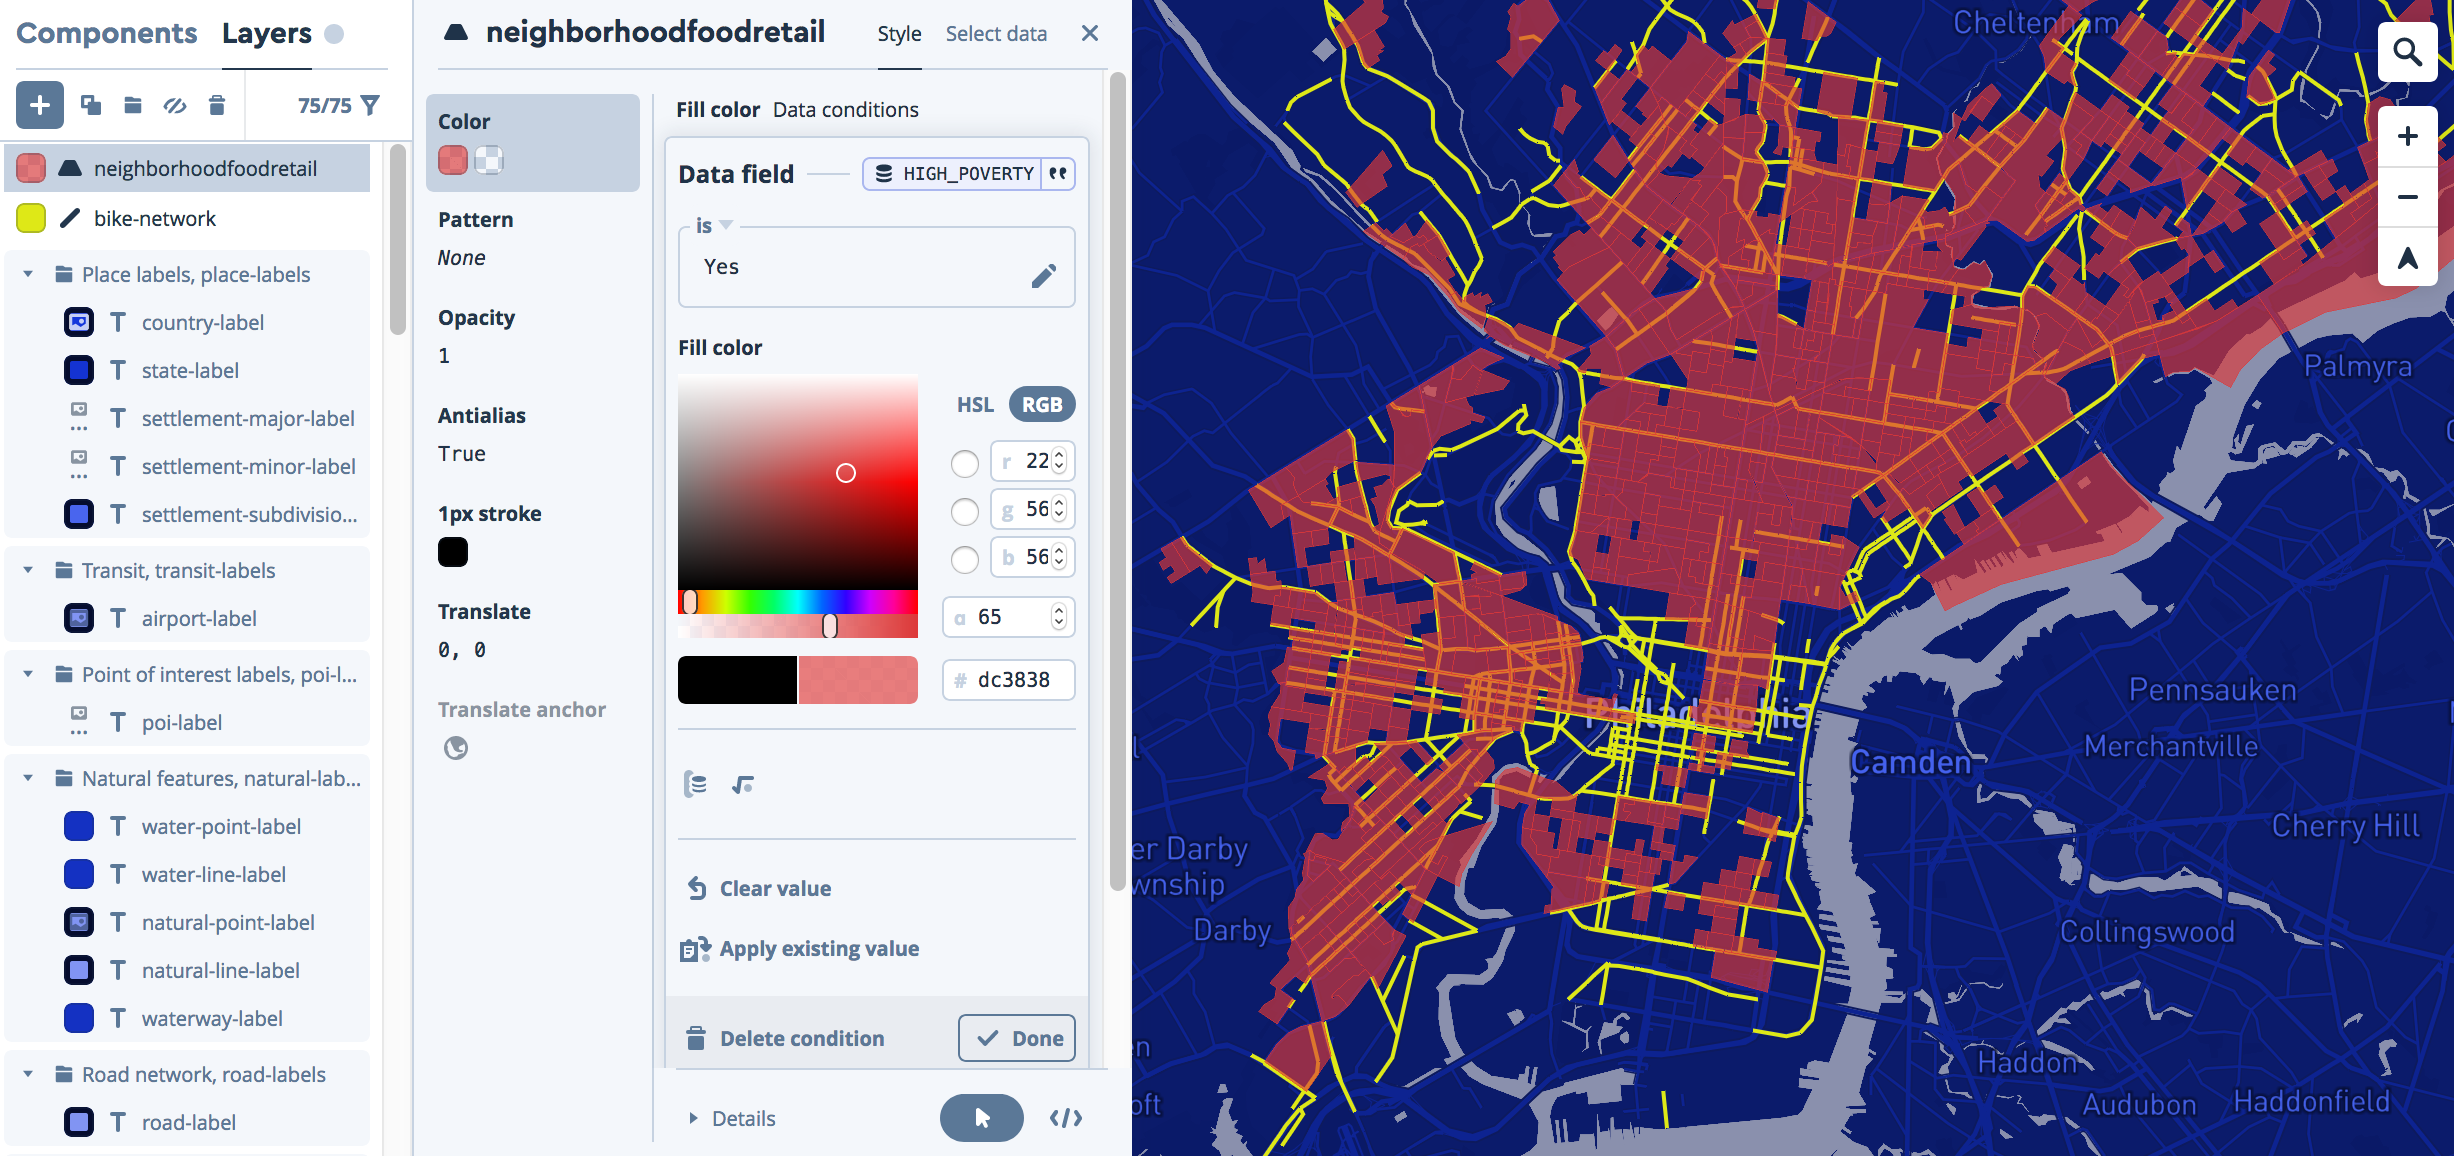 Components Layers
75/75
neighborhoodfoodretail
bike-network
Place labels, place-labels
country-label
state-label
settlement-major-label
settlement-minor-label
settlement-subdivisio...
Transit, transit-labels
airport-label
Point of interest labels, poi-l...
poi-label
Natural features, natural-lab...
water-point-label
water-line-label
natural-point-label
natural-line-label
waterway-label
Road network, road-labels
road-label
neighborhoodfoodretail Style Select data
Color
Pattern
None
Opacity
1
Antialias
True
1px stroke
Translate
0, 0
Translate anchor
Fill color Data conditions
Data field HIGH_POVERTY
is
Yes
Fill color
HSL RGB
r 22
g 56
b 56
a 65
# dc3838
Clear value
Apply existing value
Delete condition Done
Details </>
Cheltenham
Palmyra
Pennsauken
Philadelphia
Merchantville
Camden
Cherry Hill
er Darby
wnship
Darby
Collingswood
Haddon
Audubon
Haddonfield
oft